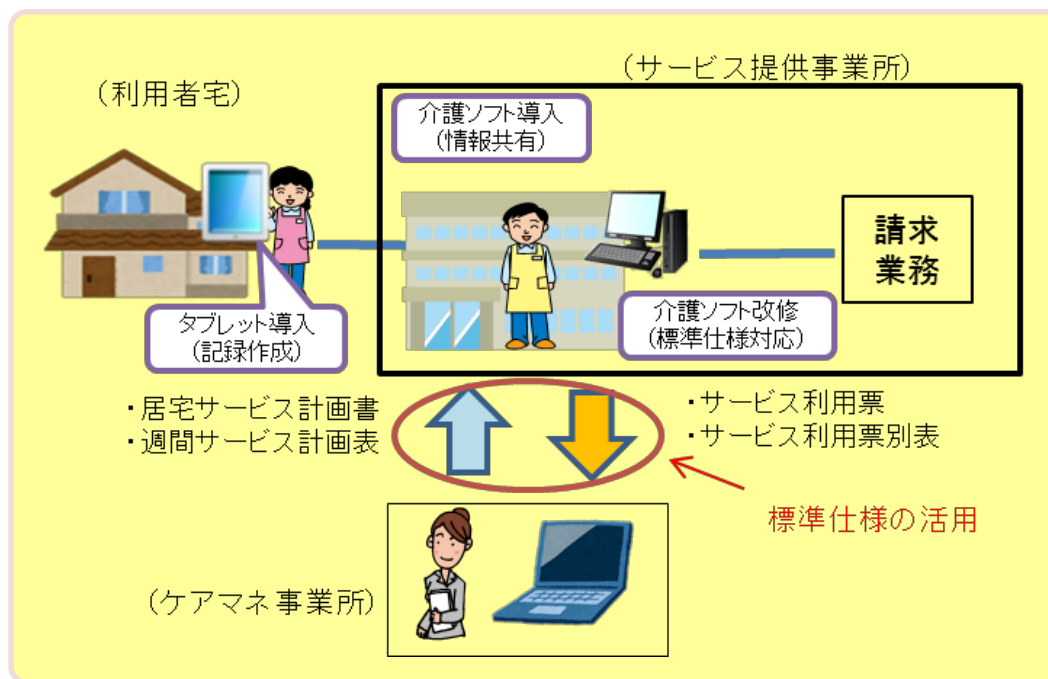 (サービス提供事業所)
(利用者宅)
介護ソフト導入
(情報共有)
請求
業務
タブレット導入
(記録作成)
介護ソフト改修
(標準仕様対応)
・居宅サービス計画書
・週間サービス計画表
・サービス利用票
・サービス利用票別表
標準仕様の活用
(ケアマネ事業所)